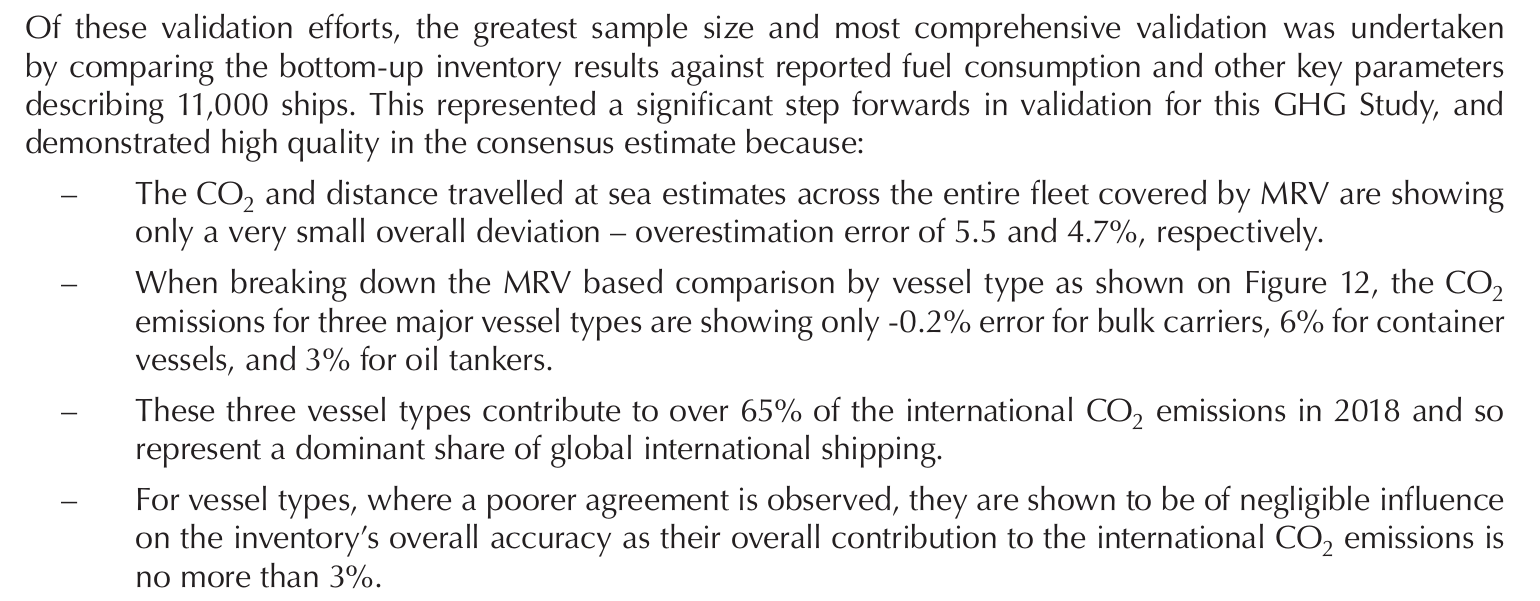 Of these validation efforts, the greatest sample size and most comprehensive validation was undertaken
by comparing the bottom-up inventory results against reported fuel consumption and other key parameters
describing 11,000 ships. This represented a significant step forwards in validation for this GHG Study, and
demonstrated high quality in the consensus estimate because:
– The CO₂ and distance travelled at sea estimates across the entire fleet covered by MRV are showing
only a very small overall deviation – overestimation error of 5.5 and 4.7%, respectively.
– When breaking down the MRV based comparison by vessel type as shown on Figure 12, the CO₂
emissions for three major vessel types are showing only -0.2% error for bulk carriers, 6% for container
vessels, and 3% for oil tankers.
– These three vessel types contribute to over 65% of the international CO₂ emissions in 2018 and so
represent a dominant share of global international shipping.
– For vessel types, where a poorer agreement is observed, they are shown to be of negligible influence
on the inventory’s overall accuracy as their overall contribution to the international CO₂ emissions is
no more than 3%.